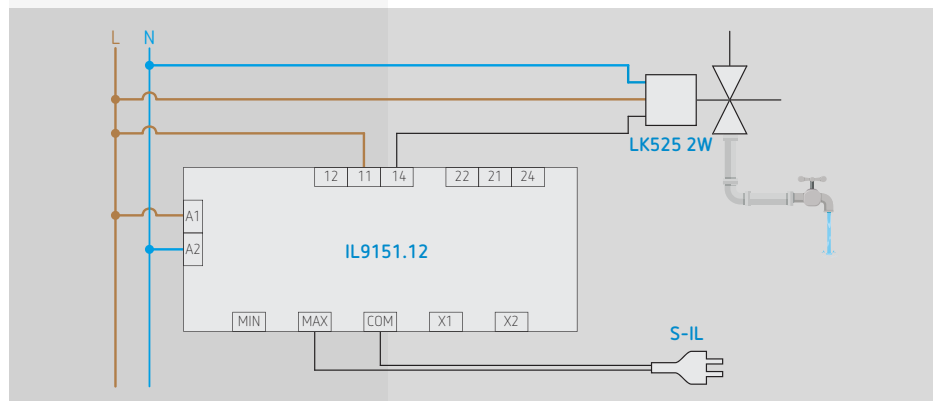 L N
LK525 2W
12 11 14 22 21 24
A1
A2
IL9151.12
MIN MAX COM X1 X2
S-IL